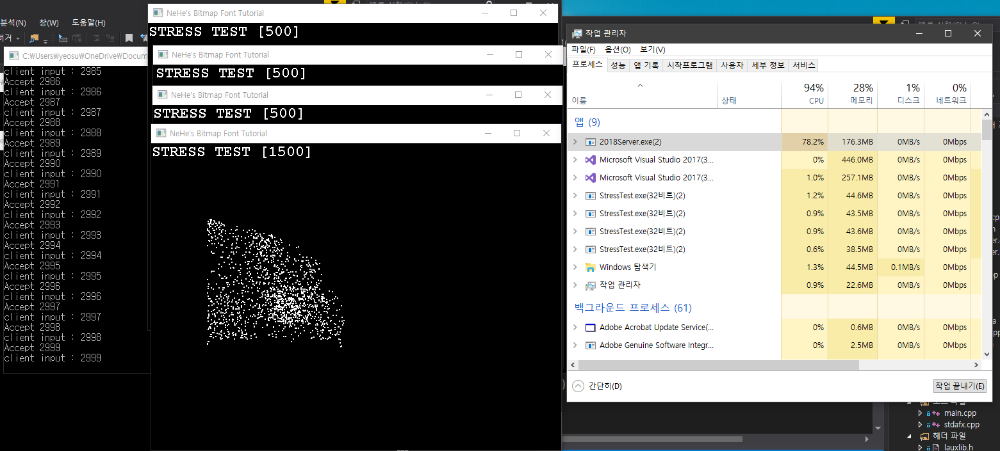 분석(N) 창(W) 도움말(H)
C:₩Users₩yeosu₩OneDrive₩Docum
client input : 2985
Accept 2986
client input : 2986
Accept 2987
client input : 2987
Accept 2988
client input : 2988
Accept 2989
client input : 2989
Accept 2990
client input : 2990
Accept 2991
client input : 2991
Accept 2992
client input : 2992
Accept 2993
client input : 2993
Accept 2994
client input : 2994
Accept 2995
client input : 2995
Accept 2996
client input : 2996
Accept 2997
client input : 2997
Accept 2998
client input : 2998
Accept 2999
client input : 2999
NeHe's Bitmap Font Tutorial
STRESS TEST [500]
NeHe's Bitmap Font Tutorial
STRESS TEST [500]
NeHe's Bitmap Font Tutorial
STRESS TEST [500]
NeHe's Bitmap Font Tutorial
STRESS TEST [1500]
작업 관리자
파일(F) 옵션(O) 보기(V)
프로세스 성능 앱 기록 시작프로그램 사용자 세부 정보 서비스
94% 28% 1% 0%
이름 상태 CPU 메모리 디스크 네트워크
앱 (9)
2018Server.exe(2) 78.2% 176.3MB 0MB/s 0Mbps
Microsoft Visual Studio 2017(3... 0% 446.0MB 0MB/s 0Mbps
Microsoft Visual Studio 2017(3... 1.0% 257.1MB 0MB/s 0Mbps
StressTest.exe(32비트)(2) 1.2% 44.6MB 0MB/s 0Mbps
StressTest.exe(32비트)(2) 0.9% 43.5MB 0MB/s 0Mbps
StressTest.exe(32비트)(2) 0.9% 43.6MB 0MB/s 0Mbps
StressTest.exe(32비트)(2) 0.6% 38.5MB 0MB/s 0Mbps
Windows 탐색기 1.3% 44.5MB 0.1MB/s 0Mbps
작업 관리자 0.9% 22.6MB 0MB/s 0Mbps
백그라운드 프로세스 (61)
Adobe Acrobat Update Service(... 0% 0.6MB 0MB/s 0Mbps
Adobe Genuine Software Integr... 0% 2.5MB 0MB/s 0Mbps
간단히(D) 작업 끝내기(E)
main.cpp
stdafx.cpp
헤더 파일
lauxlib.h